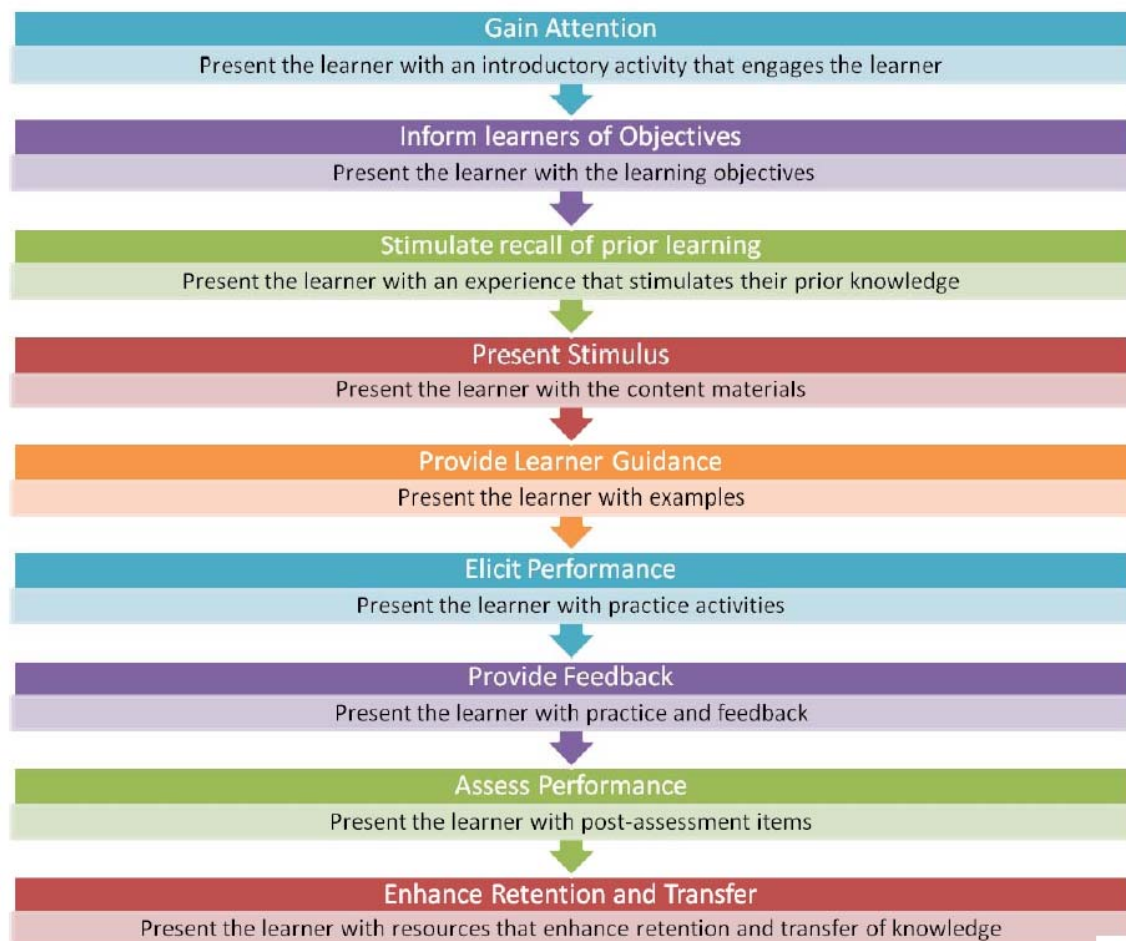 Gain Attention
Present the learner with an introductory activity that engages the learner
Inform learners of Objectives
Present the learner with the learning objectives
Stimulate recall of prior learning
Present the learner with an experience that stimulates their prior knowledge
Present Stimulus
Present the learner with the content materials
Provide Learner Guidance
Present the learner with examples
Elicit Performance
Present the learner with practice activities
Provide Feedback
Present the learner with practice and feedback
Assess Performance
Present the learner with post-assessment items
Enhance Retention and Transfer
Present the learner with resources that enhance retention and transfer of knowledge